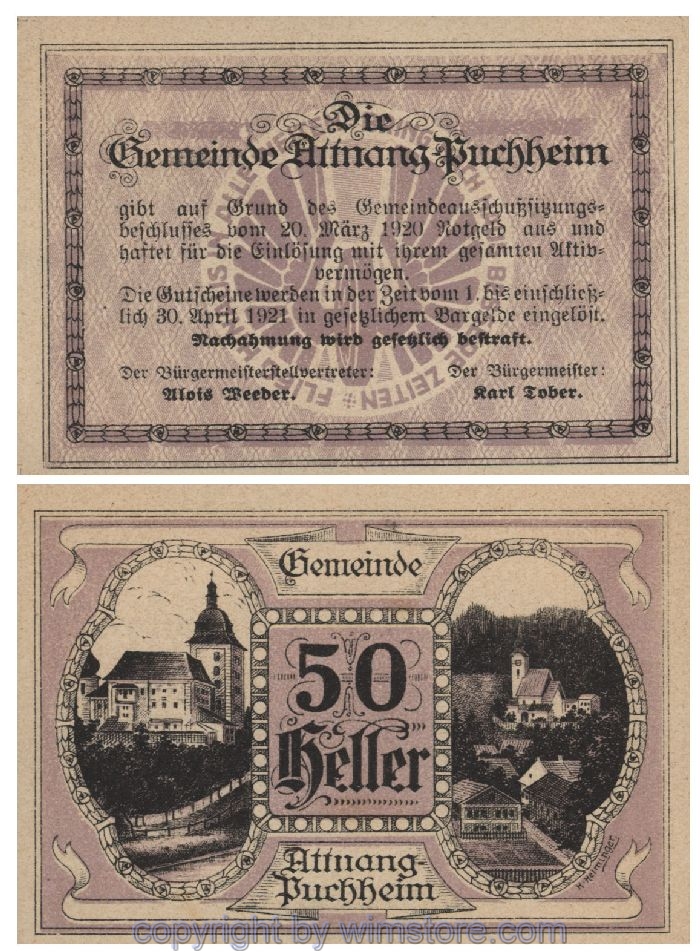 Die
Gemeinde Attnang-Puchheim
gibt auf Grund des Gemeindeausschußsitzungs=
beschlusses vom 20. März 1920 Notgeld aus und
haftet für die Einlösung mit ihrem gesamten Aktiv-
vermögen.
Die Gutscheine werden in der Zeit vom 1. bis einschließ=
lich 30. April 1921 in gesetzlichem Bargelde eingelöst.
Nachahmung wird gesetzlich bestraft.
Der Bürgermeisterstellvertreter: Der Bürgermeister:
Alois Weeder. Karl Tober.
ZEITEN
Gemeinde
50
Heller
Attnang-
Puchheim
copyright by wimstore.com